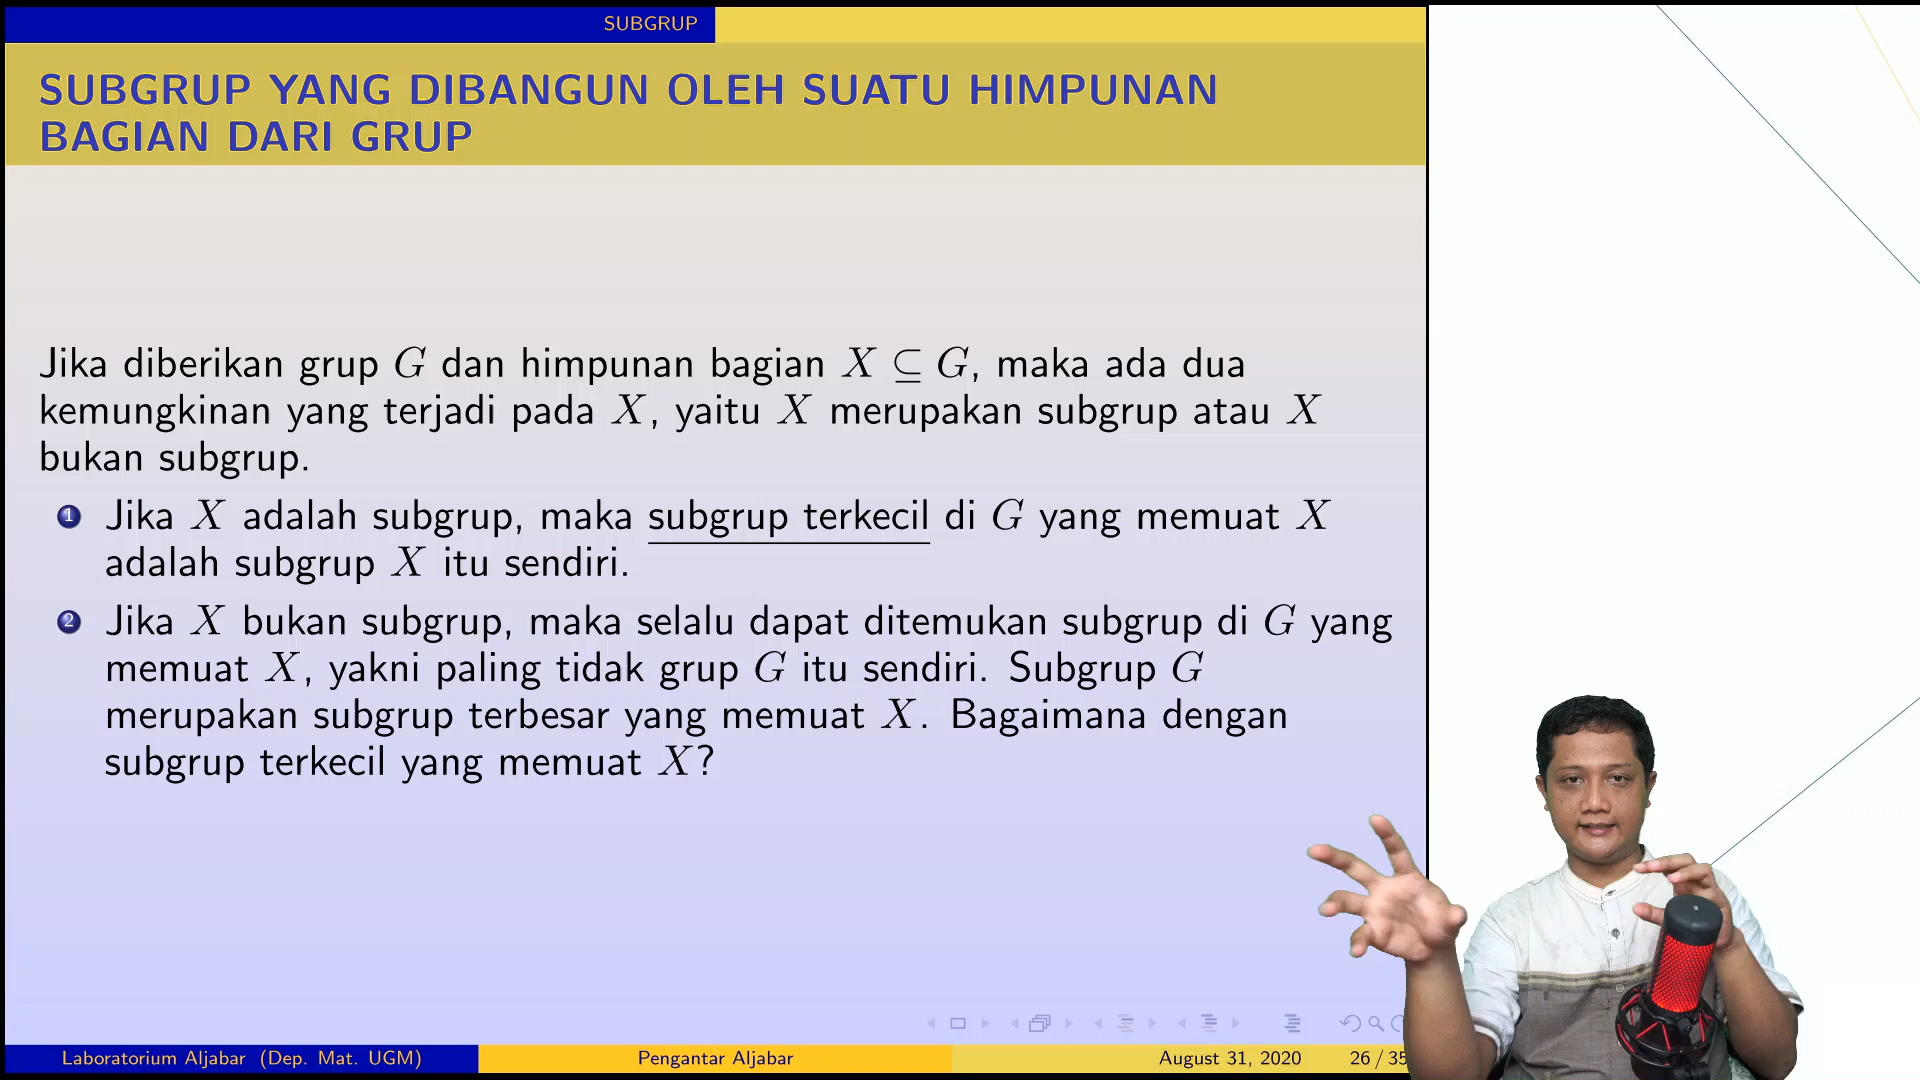 SUBGRUP
SUBGRUP YANG DIBANGUN OLEH SUATU HIMPUNAN
BAGIAN DARI GRUP
Jika diberikan grup G dan himpunan bagian X ⊆ G, maka ada dua
kemungkinan yang terjadi pada X, yaitu X merupakan subgrup atau X
bukan subgrup.
1 Jika X adalah subgrup, maka subgrup terkecil di G yang memuat X
adalah subgrup X itu sendiri.
2 Jika X bukan subgrup, maka selalu dapat ditemukan subgrup di G yang
memuat X, yakni paling tidak grup G itu sendiri. Subgrup G
merupakan subgrup terbesar yang memuat X. Bagaimana dengan
subgrup terkecil yang memuat X?
Laboratorium Aljabar (Dep. Mat. UGM) Pengantar Aljabar August 31, 2020 26 / 35